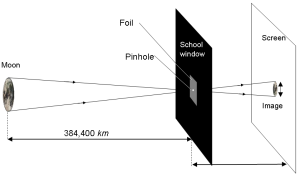 Foil
School
window
Screen
Pinhole
Moon
Image
384,400 km